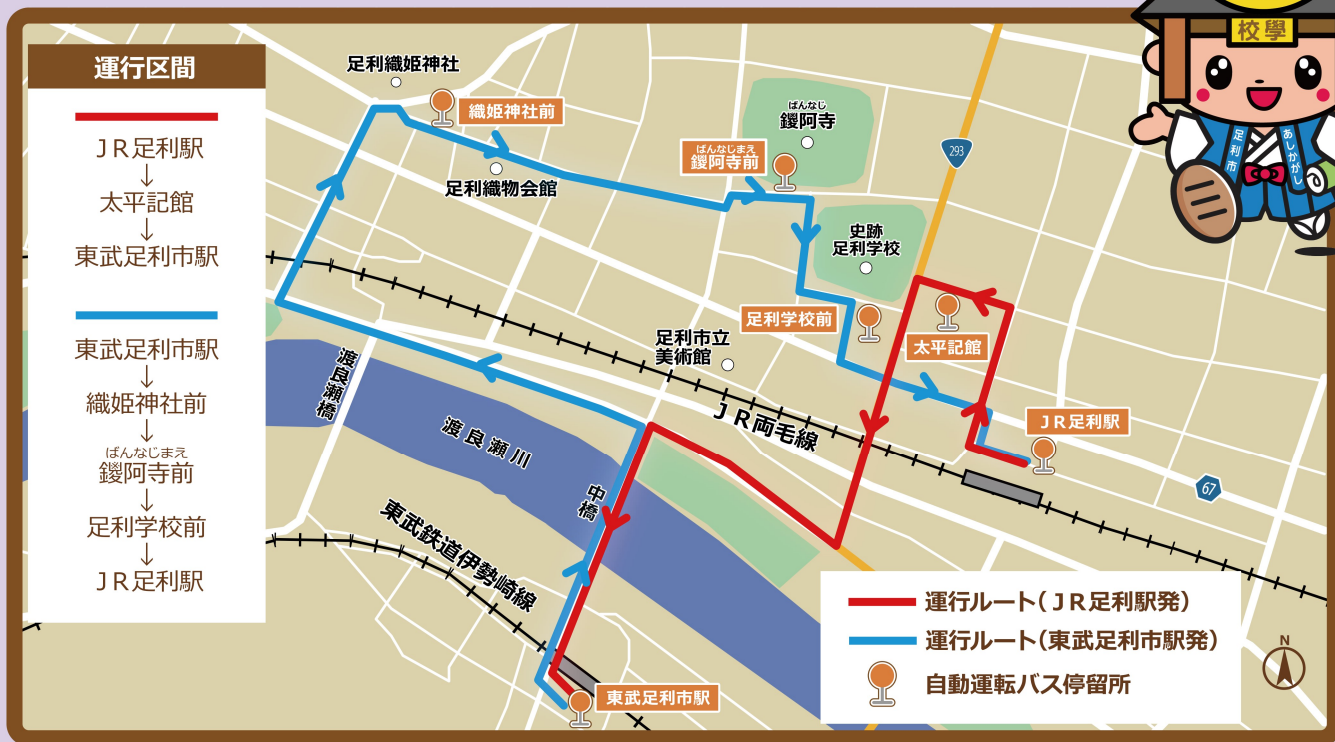 運行区間
JR足利駅
↓
太平記館
↓
東武足利市駅
東武足利市駅
↓
織姫神社前
↓
ばんなじまえ
鑁阿寺前
↓
足利学校前
↓
JR足利駅
足利織姫神社
織姫神社前
足利織物会館
ばんなじ
鑁阿寺
ばんなじまえ
鑁阿寺前
293
史跡
足利学校
足利学校前
太平記館
足利市立
美術館
JR両毛線
JR足利駅
67
渡良瀬橋
渡良瀬川
中橋
東武鉄道伊勢崎線
東武足利市駅
運行ルート(JR足利駅発)
運行ルート(東武足利市駅発)
自動運転バス停留所
N
校學
足利市
あしかがし